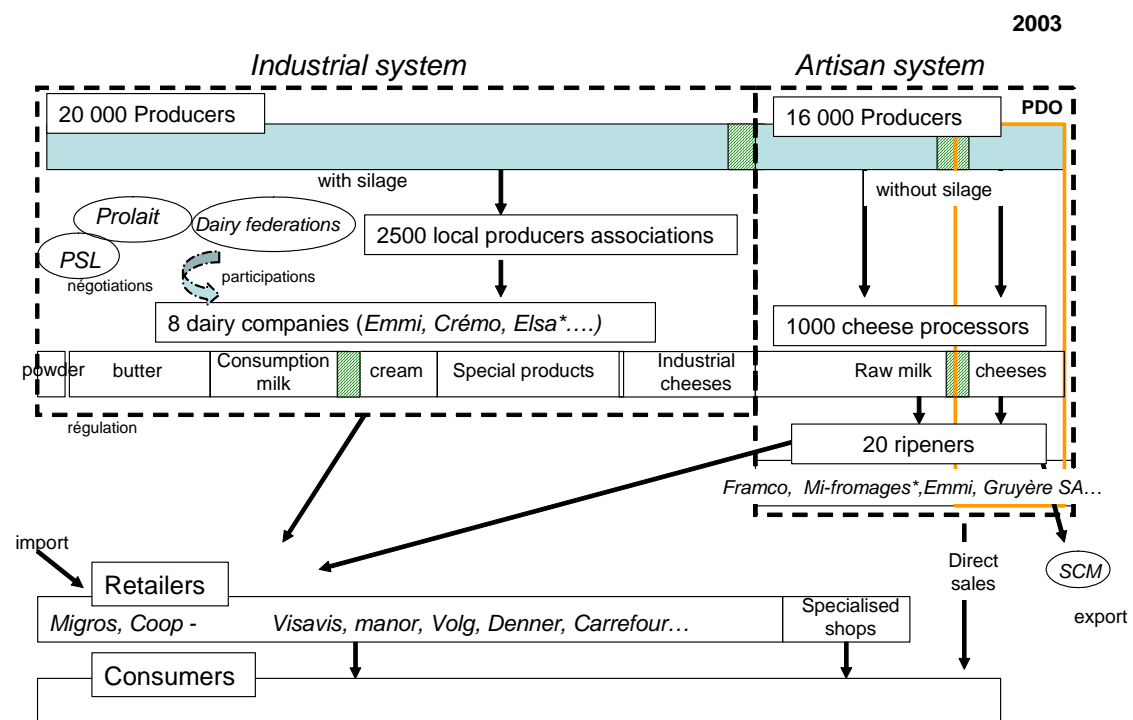 2003
Industrial system
Artisan system
PDO
20 000 Producers
16 000 Producers
with silage
without silage
Prolait
Dairy federations
2500 local producers associations
PSL
négotiations
participations
8 dairy companies (Emmi, Crémo, Elsa*….)
1000 cheese processors
powder
butter
Consumption
milk
cream
Special products
Industrial
cheeses
Raw milk
cheeses
régulation
20 ripeners
Framco, Mi-fromages*,Emmi, Gruyère SA…
import
Direct
sales
SCM
export
Retailers
Migros, Coop - Visavis, manor, Volg, Denner, Carrefour…
Specialised
shops
Consumers